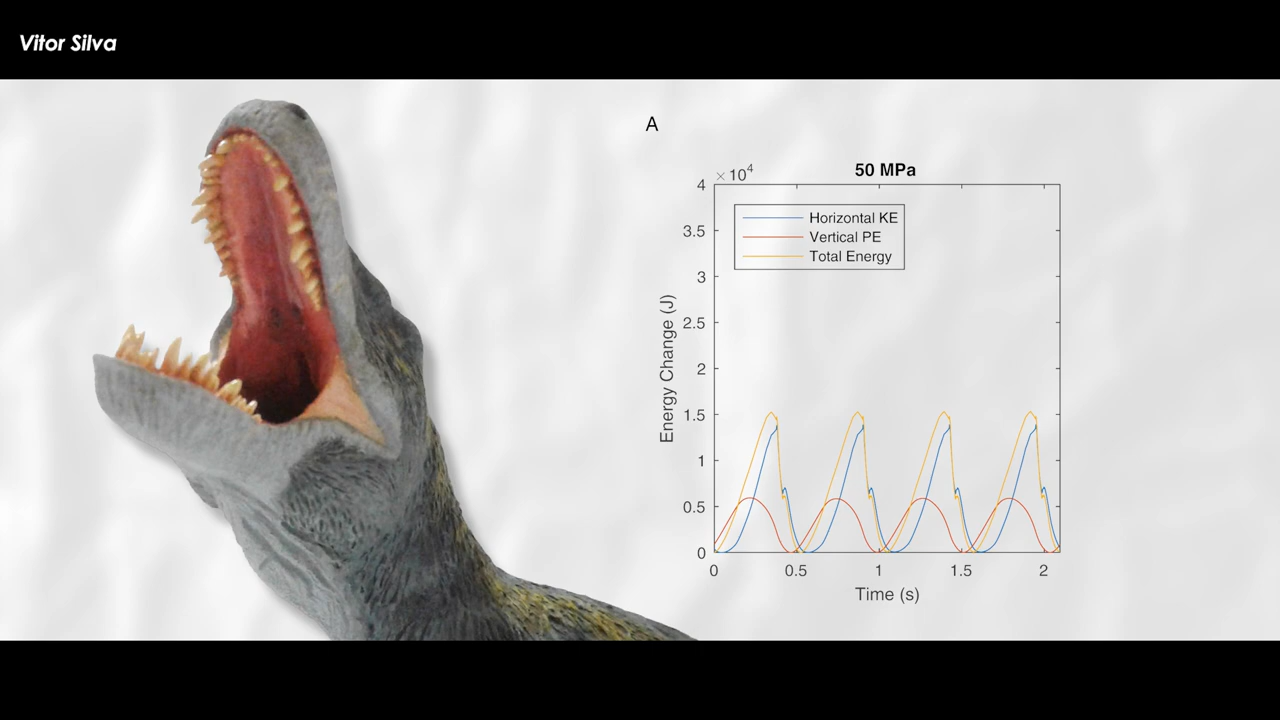 Vitor Silva
A
50 MPa
× 10⁴
4
3.5
3
2.5
2
1.5
1
0.5
0
Energy Change (J)
Horizontal KE
Vertical PE
Total Energy
0 0.5 1 1.5 2
Time (s)